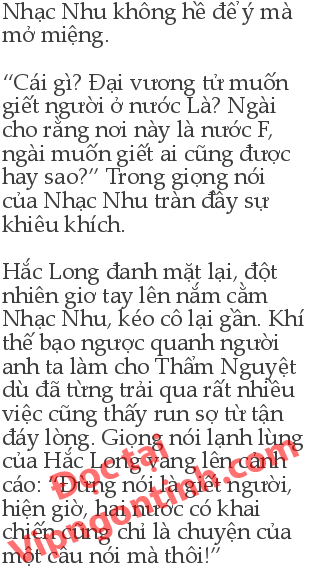 Nhạc Nhu không hề để ý mà
mở miệng.
“Cái gì? Đại vương tử muốn
giết người ở nước Là? Ngài
cho rằng nơi này là nước F,
ngài muốn giết ai cũng được
hay sao?” Trong giọng nói
của Nhạc Nhu tràn đầy sự
khiêu khích.
Hắc Long đanh mặt lại, đột
nhiên giơ tay lên nắm cằm
Nhạc Nhu, kéo cô lại gần. Khí
thế bạo ngược quanh người
anh ta làm cho Thẩm Nguyệt
dù đã từng trải qua rất nhiều
việc cũng thấy run sợ từ tận
đáy lòng. Giọng nói lạnh lùng
của Hắc Long vang lên cảnh
cáo: “Đừng nói là giết người,
hiện giờ, hai nước có khai
chiến cũng chỉ là chuyện của
một câu nói mà thôi!”
Đọc tại
Vipngontinh.com